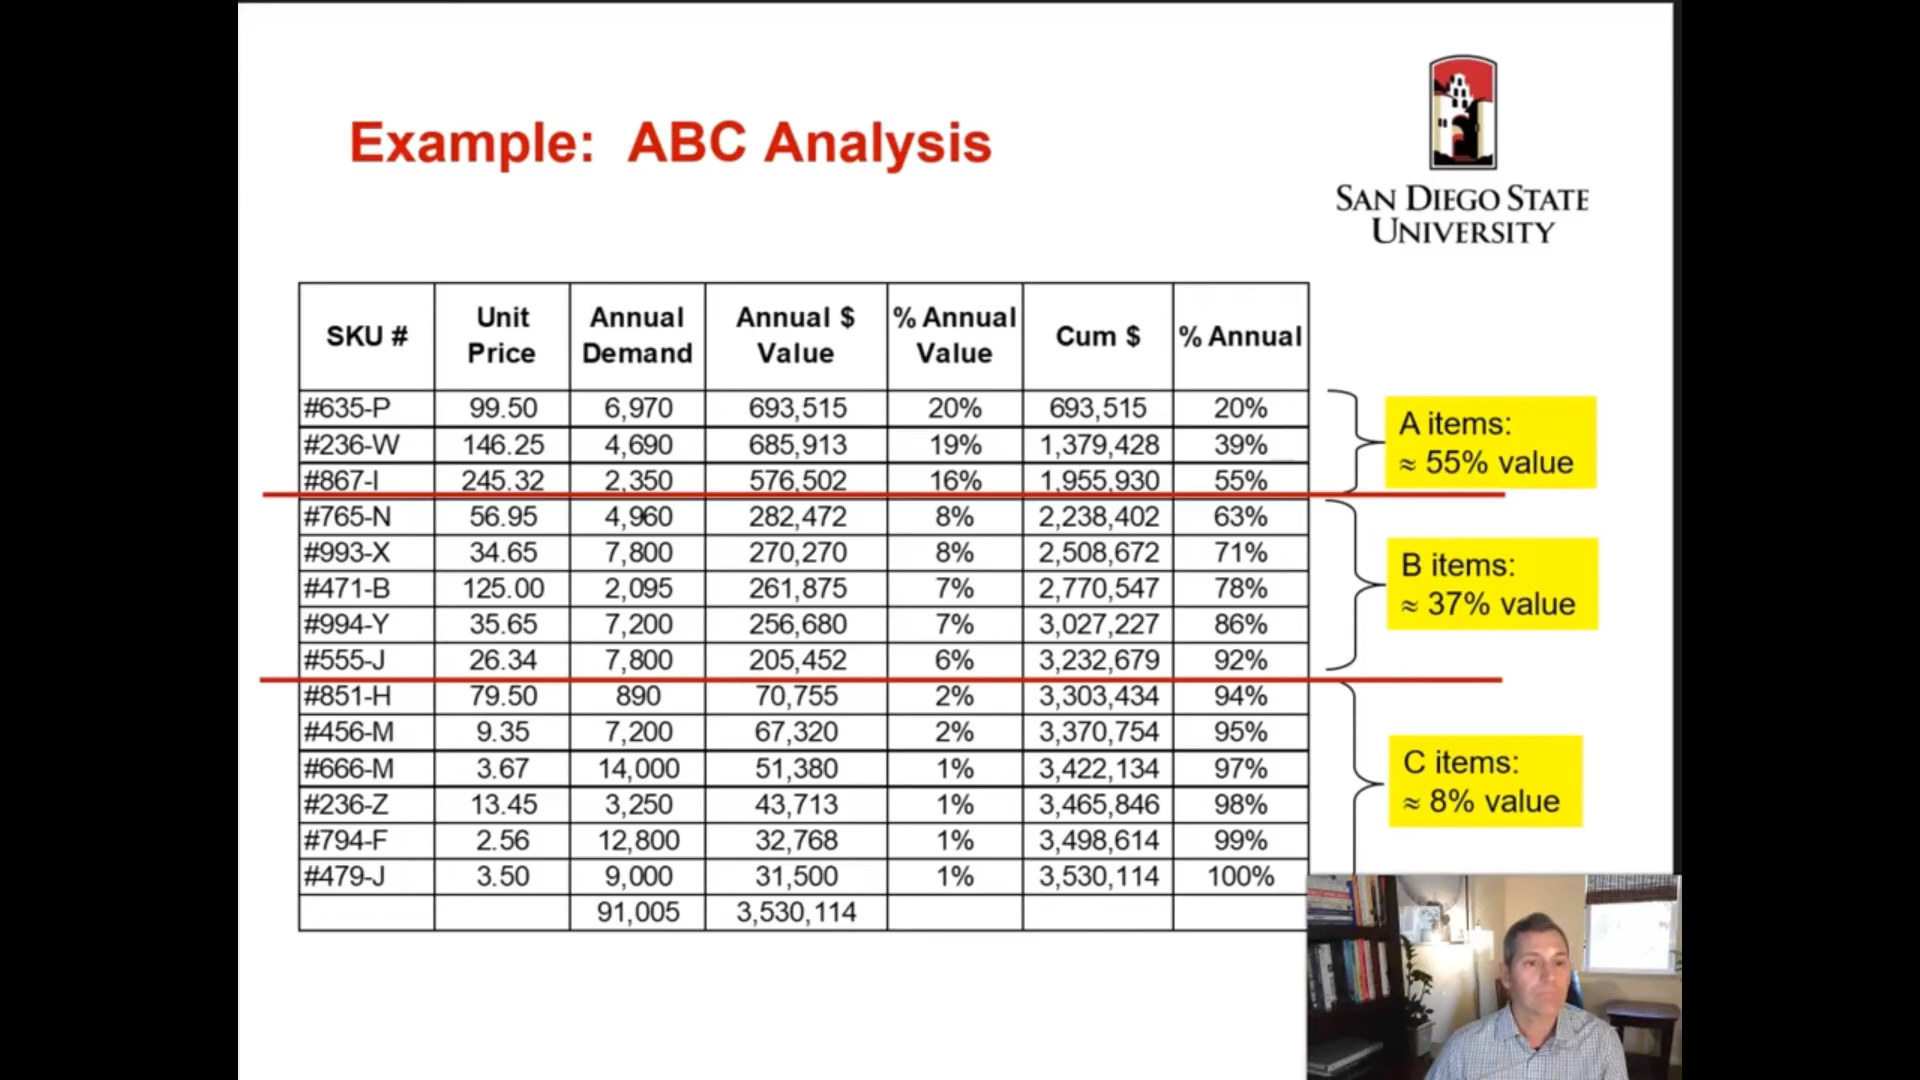 Example: ABC Analysis
SAN DIEGO STATE
UNIVERSITY
SKU # Unit Price Annual Demand Annual $ Value % Annual Value Cum $ % Annual
#635-P 99.50 6,970 693,515 20% 693,515 20%
#236-W 146.25 4,690 685,913 19% 1,379,428 39%
#867-I 245.32 2,350 576,502 16% 1,955,930 55%
#765-N 56.95 4,960 282,472 8% 2,238,402 63%
#993-X 34.65 7,800 270,270 8% 2,508,672 71%
#471-B 125.00 2,095 261,875 7% 2,770,547 78%
#994-Y 35.65 7,200 256,680 7% 3,027,227 86%
#555-J 26.34 7,800 205,452 6% 3,232,679 92%
#851-H 79.50 890 70,755 2% 3,303,434 94%
#456-M 9.35 7,200 67,320 2% 3,370,754 95%
#666-M 3.67 14,000 51,380 1% 3,422,134 97%
#236-Z 13.45 3,250 43,713 1% 3,465,846 98%
#794-F 2.56 12,800 32,768 1% 3,498,614 99%
#479-J 3.50 9,000 31,500 1% 3,530,114 100%
91,005 3,530,114
A items:
≈ 55% value
B items:
≈ 37% value
C items:
≈ 8% value